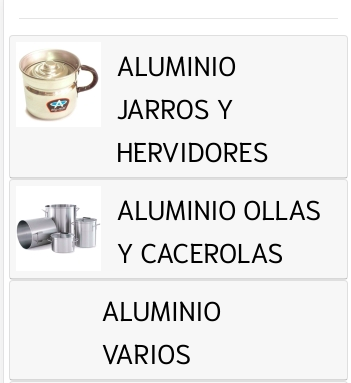 ALUMINIO
JARROS Y
HERVIDORES
ALUMINIO OLLAS
Y CACEROLAS
ALUMINIO
VARIOS